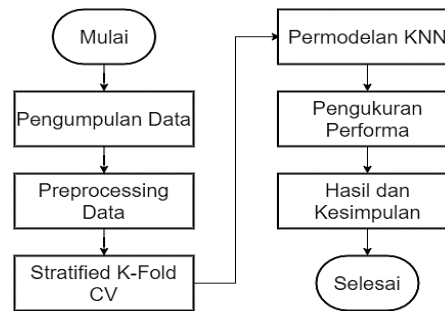 Mulai
Pengumpulan Data
Preprocessing
Data
Stratified K-Fold
CV
Permodelan KNN
Pengukuran
Performa
Hasil dan
Kesimpulan
Selesai